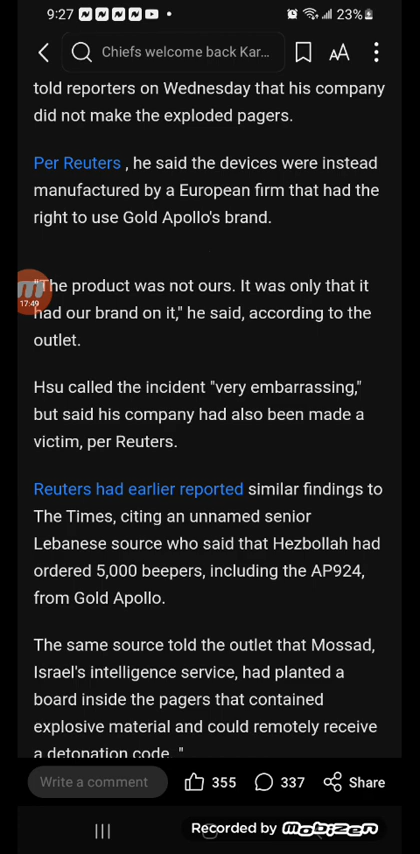 9:27
23%
Chiefs welcome back Kar...
AA
told reporters on Wednesday that his company
did not make the exploded pagers.
Per Reuters , he said the devices were instead
manufactured by a European firm that had the
right to use Gold Apollo's brand.
"The product was not ours. It was only that it
17:49
had our brand on it," he said, according to the
outlet.
Hsu called the incident "very embarrassing,"
but said his company had also been made a
victim, per Reuters.
Reuters had earlier reported similar findings to
The Times, citing an unnamed senior
Lebanese source who said that Hezbollah had
ordered 5,000 beepers, including the AP924,
from Gold Apollo.
The same source told the outlet that Mossad,
Israel's intelligence service, had planted a
board inside the pagers that contained
explosive material and could remotely receive
a detonation code. "
Write a comment 355 337 Share
Recorded by mobizen